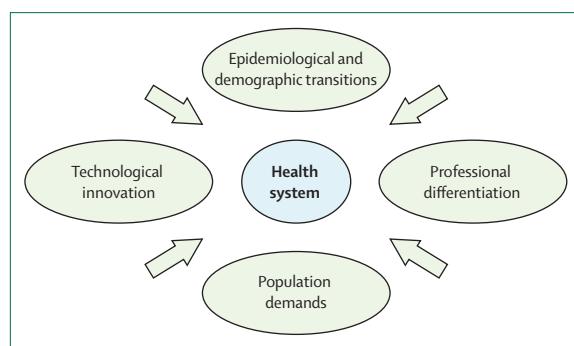 Epidemiological and
demographic transitions
Technological
innovation
Health
system
Professional
differentiation
Population
demands